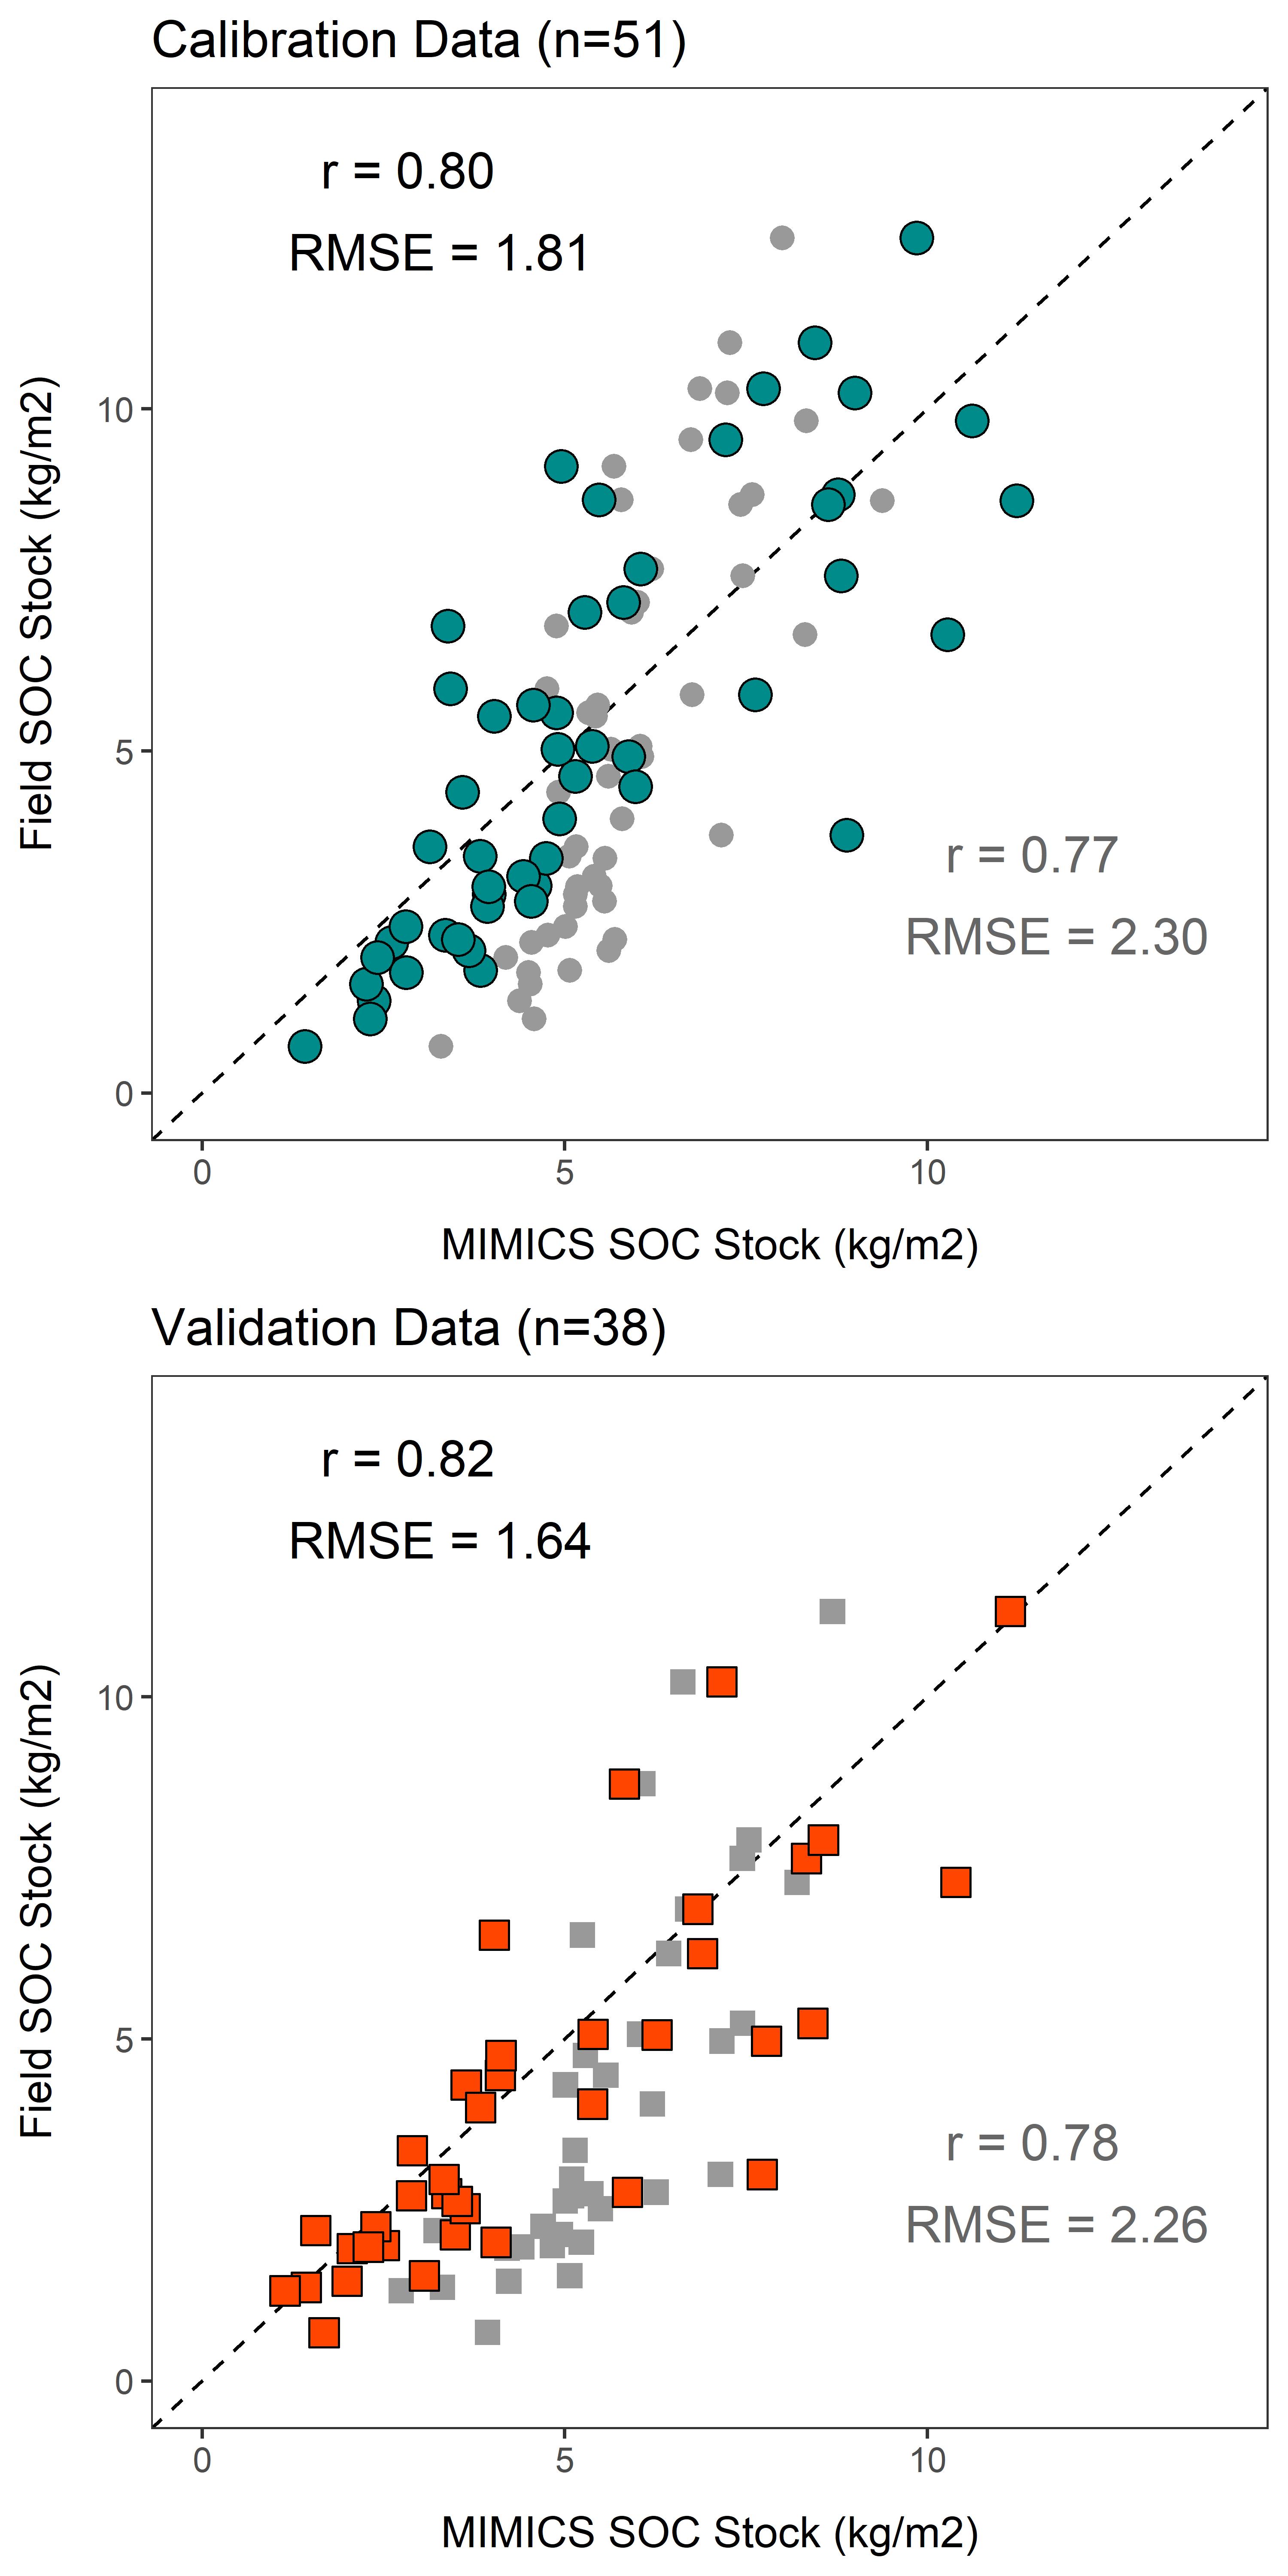 Calibration Data (n=51)
r = 0.80
RMSE = 1.81
10
5
0
Field SOC Stock (kg/m2)
r = 0.77
RMSE = 2.30
0 5 10
MIMICS SOC Stock (kg/m2)
Validation Data (n=38)
r = 0.82
RMSE = 1.64
10
5
0
Field SOC Stock (kg/m2)
r = 0.78
RMSE = 2.26
0 5 10
MIMICS SOC Stock (kg/m2)